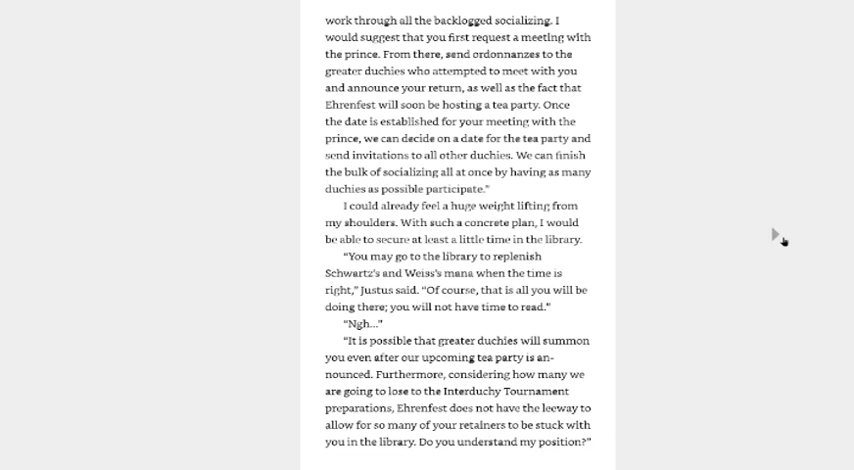 work through all the backlogged socializing. I
would suggest that you first request a meeting with
the prince. From there, send ordonnanzes to the
greater duchies who attempted to meet with you
and announce your return, as well as the fact that
Ehrenfest will soon be hosting a tea party. Once
the date is established for your meeting with the
prince, we can decide on a date for the tea party and
send invitations to all other duchies. We can finish
the bulk of socializing all at once by having as many
duchies as possible participate.”
I could already feel a huge weight lifting from
my shoulders. With such a concrete plan, I would
be able to secure at least a little time in the library.
“You may go to the library to replenish
Schwartz’s and Weiss’s mana when the time is
right,” Justus said. “Of course, that is all you will be
doing there; you will not have time to read.”
“Ngh...”
“It is possible that greater duchies will summon
you even after our upcoming tea party is an-
nounced. Furthermore, considering how many we
are going to lose to the Interduchy Tournament
preparations, Ehrenfest does not have the leeway to
allow for so many of your retainers to be stuck with
you in the library. Do you understand my position?”